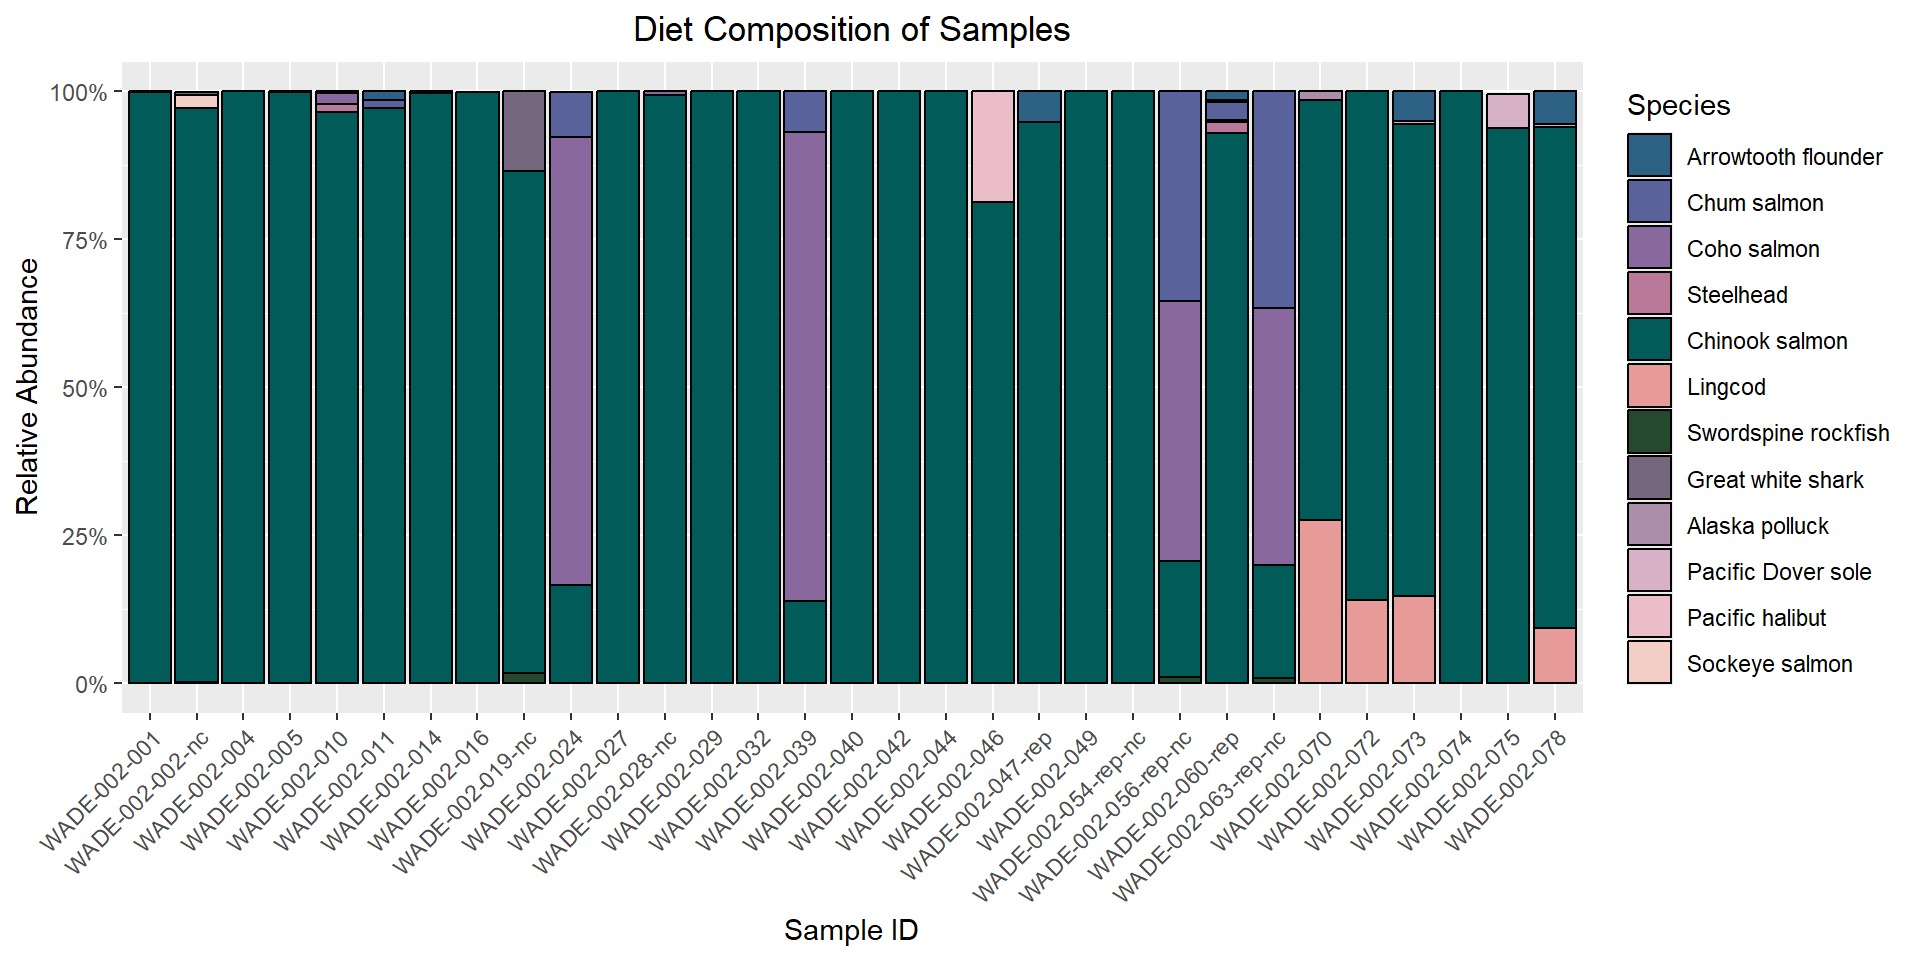 Diet Composition of Samples
100%
75%
50%
25%
0%
Relative Abundance
WADE-002-001
WADE-002-002-nc
WADE-002-004
WADE-002-005
WADE-002-010
WADE-002-011
WADE-002-014
WADE-002-016
WADE-002-019-nc
WADE-002-024
WADE-002-027
WADE-002-028-nc
WADE-002-029
WADE-002-032
WADE-002-039
WADE-002-040
WADE-002-042
WADE-002-044
WADE-002-046
WADE-002-047-rep
WADE-002-049
WADE-002-054-rep-nc
WADE-002-056-rep-nc
WADE-002-060-rep
WADE-002-063-rep-nc
WADE-002-070
WADE-002-072
WADE-002-073
WADE-002-074
WADE-002-075
WADE-002-078
Sample ID
Species
Arrowtooth flounder
Chum salmon
Coho salmon
Steelhead
Chinook salmon
Lingcod
Swordspine rockfish
Great white shark
Alaska polluck
Pacific Dover sole
Pacific halibut
Sockeye salmon